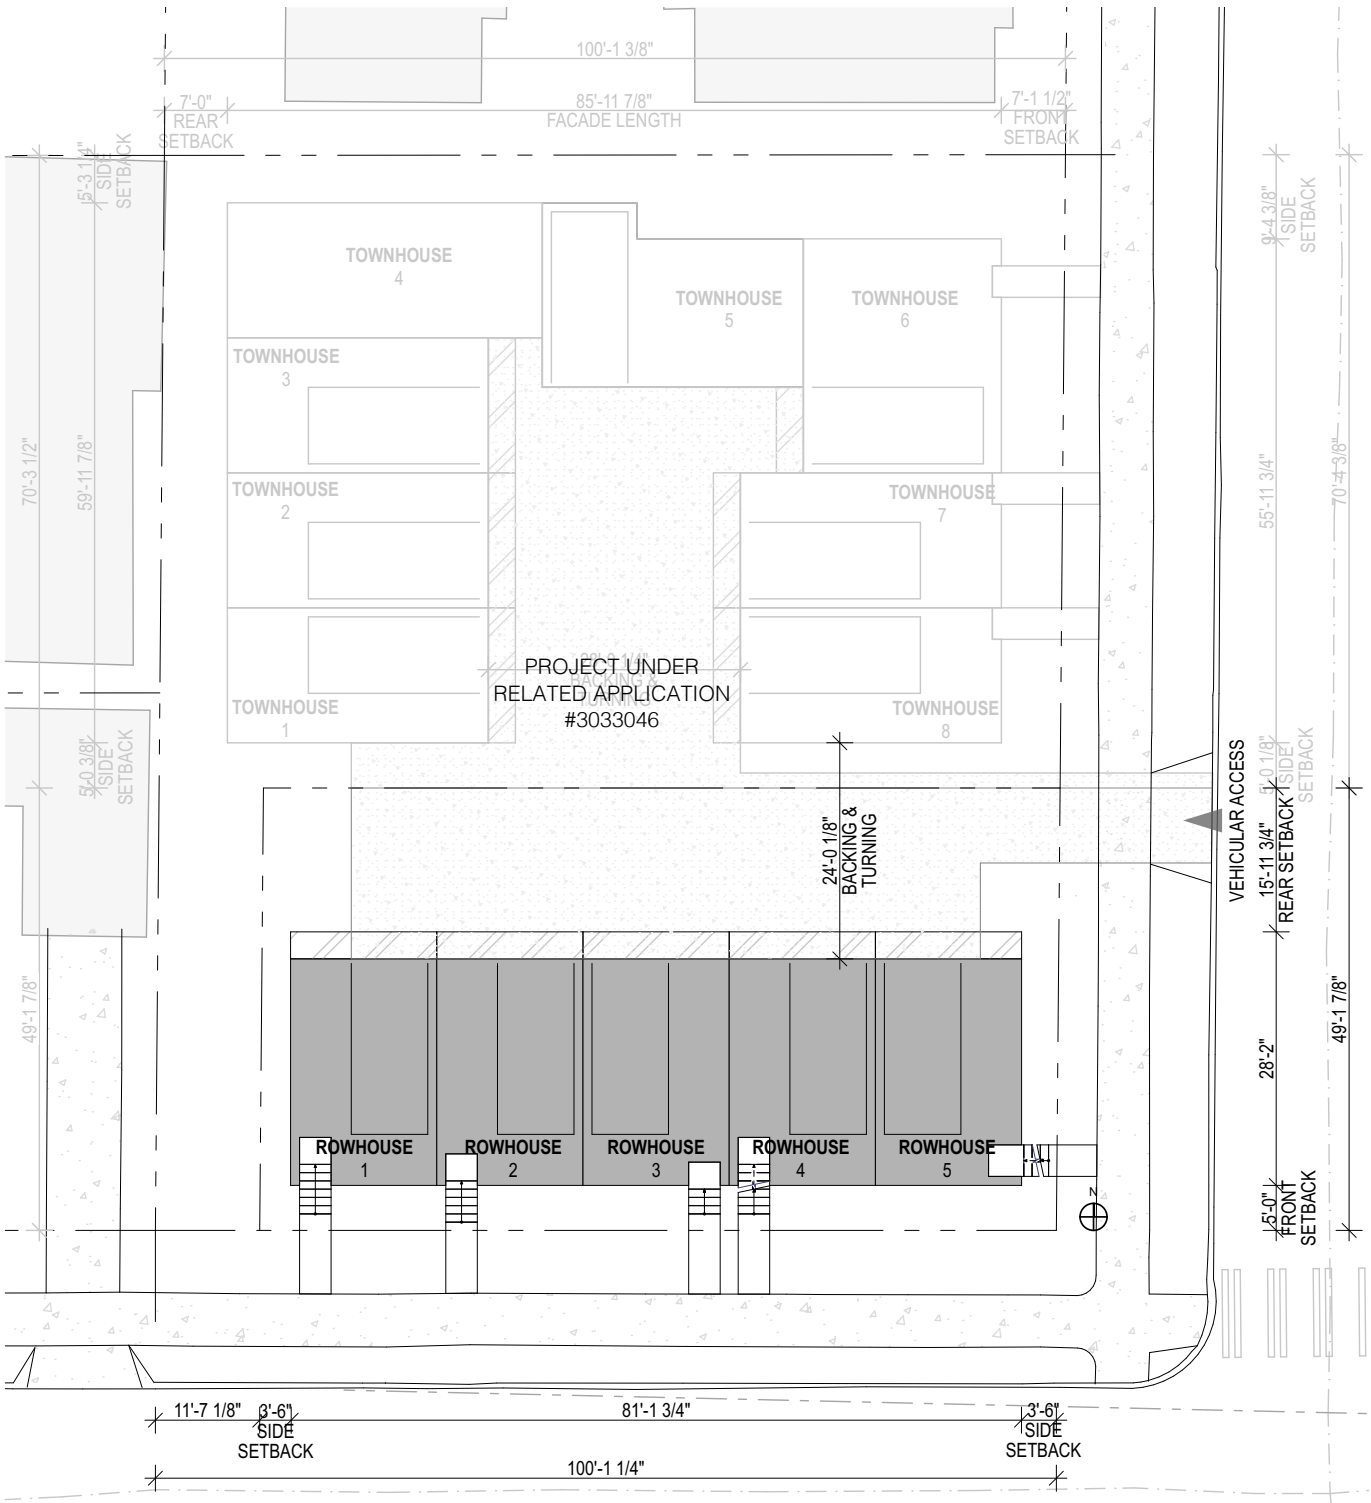 100'-1 3/8"
7'-0"
REAR
SETBACK
85'-11 7/8"
FACADE LENGTH
7'-1 1/2"
FRONT
SETBACK
5'-3 1/4"
SIDE
SETBACK
9'-4 3/8"
SIDE
SETBACK
TOWNHOUSE
4
TOWNHOUSE
5
TOWNHOUSE
6
TOWNHOUSE
3
70'-3 1/2"
59'-11 7/8"
55'-11 3/4"
70'-4 3/8"
TOWNHOUSE
2
TOWNHOUSE
7
PROJECT UNDER
RELATED APPLICATION
#3033046
BACKING &
TURNING
TOWNHOUSE
1
TOWNHOUSE
8
5'-0 3/8"
SIDE
SETBACK
5'-0 1/8"
SIDE
SETBACK
VEHICULAR ACCESS
24'-0 1/8"
BACKING &
TURNING
15'-11 3/4"
REAR SETBACK
49'-1 7/8"
28'-2"
49'-1 7/8"
ROWHOUSE
1
ROWHOUSE
2
ROWHOUSE
3
ROWHOUSE
4
ROWHOUSE
5
N
5'-0"
FRONT
SETBACK
11'-7 1/8"
3'-6"
SIDE
SETBACK
81'-1 3/4"
3'-6"
SIDE
SETBACK
100'-1 1/4"